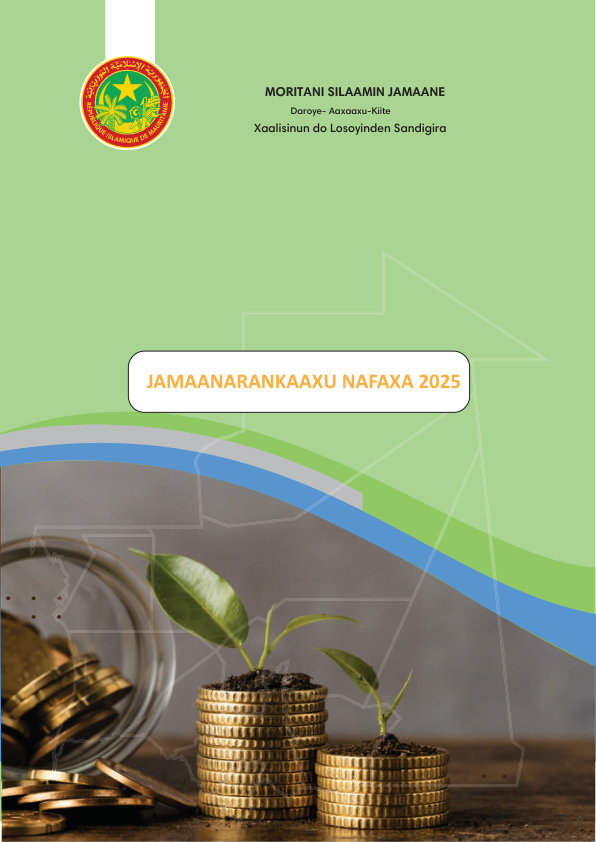 الجمهورية الإسلامية الموريتانية
RÉPUBLIQUE ISLAMIQUE DE MAURITANIE
MORITANI SILAAMIN JAMAANE
Daroye- Aaxaaxu-Kiite
Xaalisinun do Losoyinden Sandigira
JAMAANARANKAAXU NAFAXA 2025